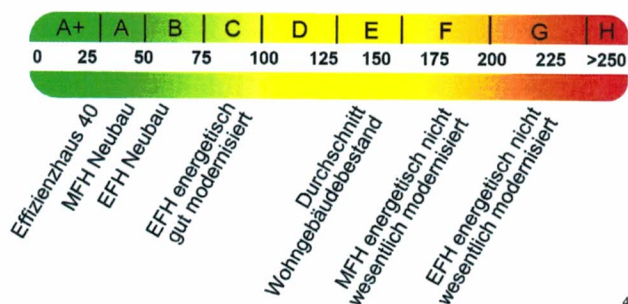 A+ A B C D E F G H
0 25 50 75 100 125 150 175 200 225 >250
Effizienzhaus 40
MFH Neubau
EFH Neubau
EFH energetisch
gut modernisiert
Durchschnitt
Wohngebäudebestand
MFH energetisch nicht
wesentlich modernisiert
EFH energetisch nicht
wesentlich modernisiert